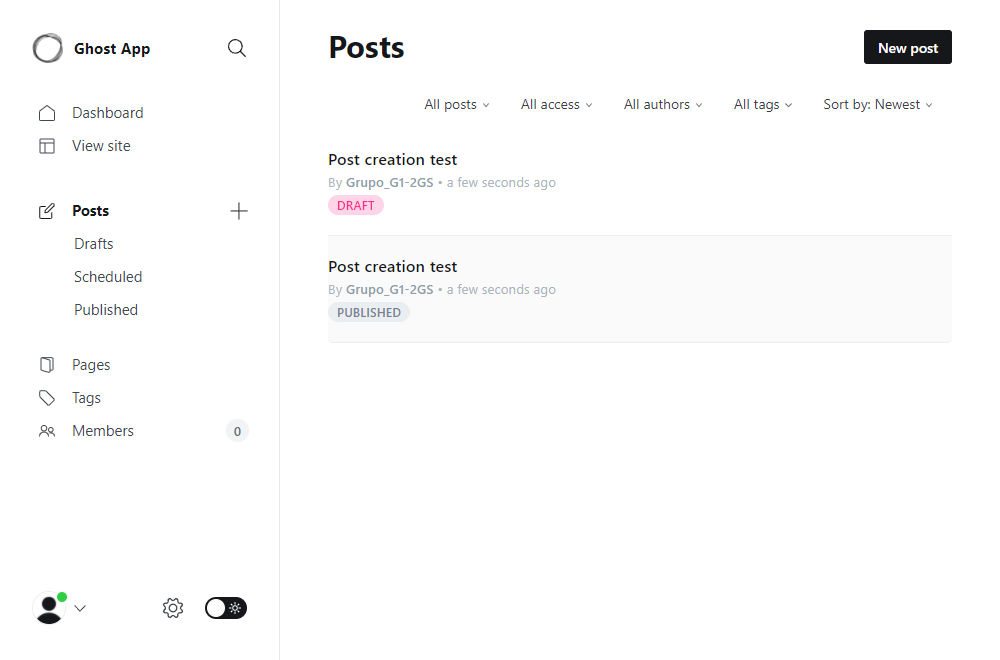 Ghost App
Dashboard
View site
Posts
Drafts
Scheduled
Published
Pages
Tags
Members 0
Posts
New post
All posts All access All authors All tags Sort by: Newest
Post creation test
By Grupo_G1-2GS • a few seconds ago
DRAFT
Post creation test
By Grupo_G1-2GS • a few seconds ago
PUBLISHED